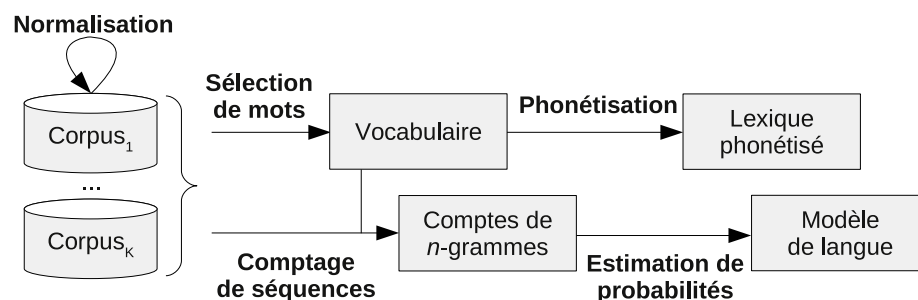 Normalisation
Corpus1
...
CorpusK
Sélection
de mots
Vocabulaire
Phonétisation
Lexique
phonétisé
Comptage
de séquences
Comptes de
n-grammes
Estimation de
probabilités
Modèle
de langue